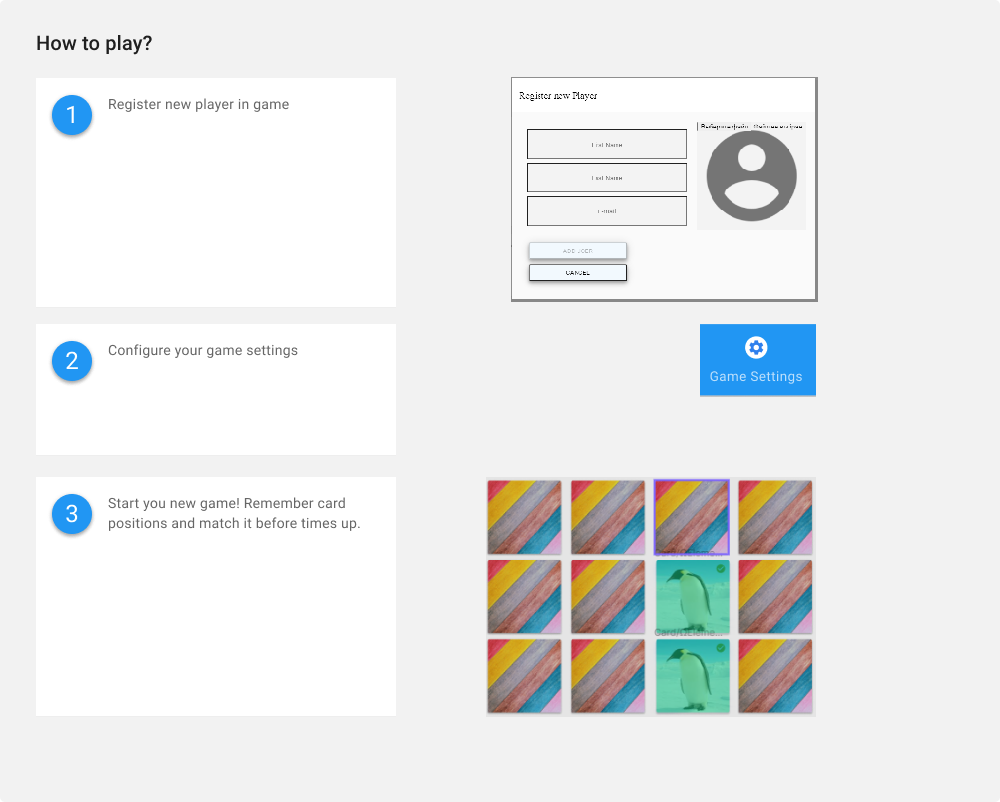 How to play?
1
Register new player in game
Register new Player
First Name
Last Name
E-mail
ADD USER
CANCEL
2
Configure your game settings
Game Settings
3
Start you new game! Remember card
positions and match it before times up.